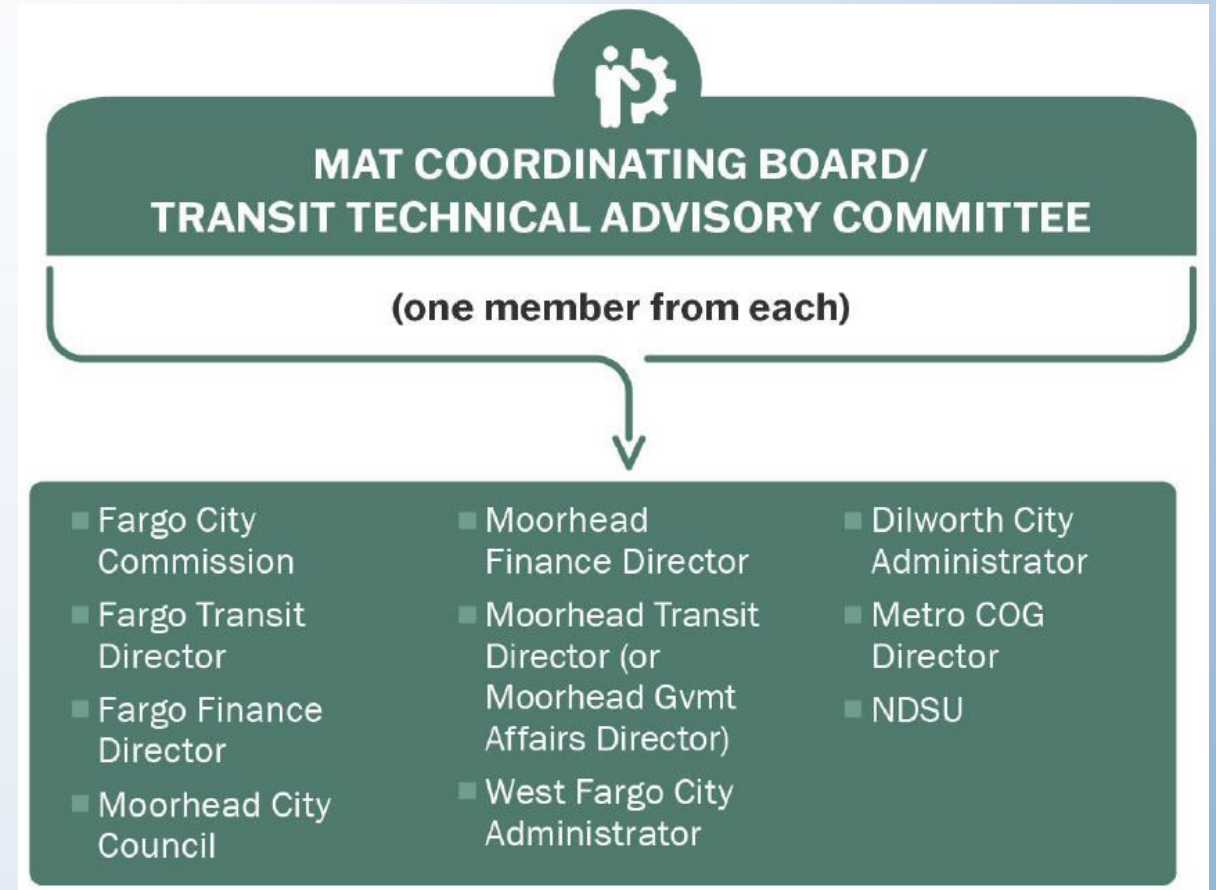 MAT COORDINATING BOARD/
TRANSIT TECHNICAL ADVISORY COMMITTEE
(one member from each)
Fargo City
Commission
Fargo Transit
Director
Fargo Finance
Director
Moorhead City
Council
Moorhead
Finance Director
Moorhead Transit
Director (or
Moorhead Gvmt
Affairs Director)
West Fargo City
Administrator
Dilworth City
Administrator
Metro COG
Director
NDSU